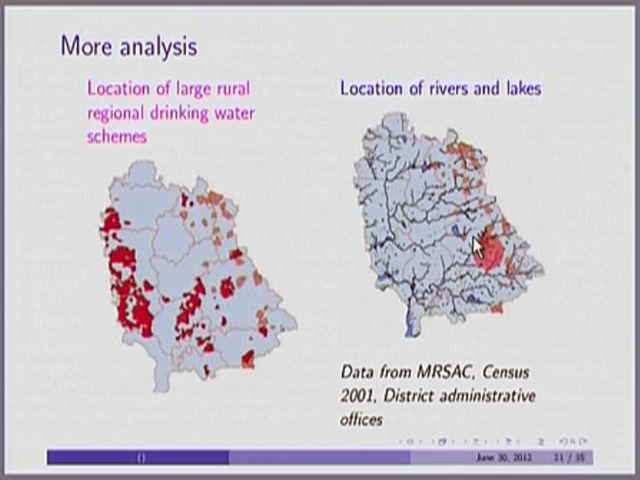 More analysis
Location of large rural
regional drinking water
schemes
Location of rivers and lakes
Data from MRSAC, Census
2001, District administrative
offices
()
June 30, 2012
21 / 35